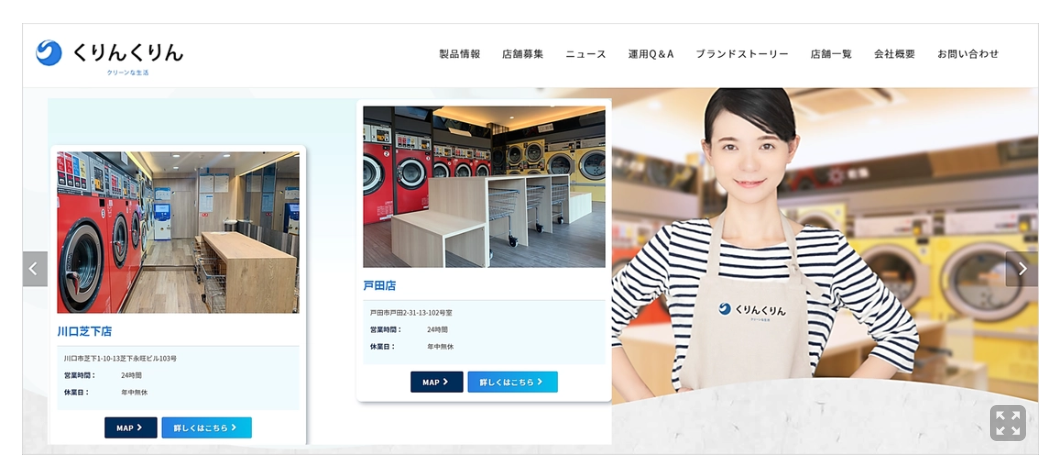 くりんくりん
クリーンな生活
製品情報 店舗募集 ニュース 運用Q&A ブランドストーリー 店舗一覧 会社概要 お問い合わせ
川口芝下店
川口市芝下1-10-13芝下永旺ビル103号
営業時間： 24時間
休業日： 年中無休
MAP
詳しくはこちら
戸田店
戸田市戸田2-31-13-102号室
営業時間： 24時間
休業日： 年中無休
MAP
詳しくはこちら
くりんくりん